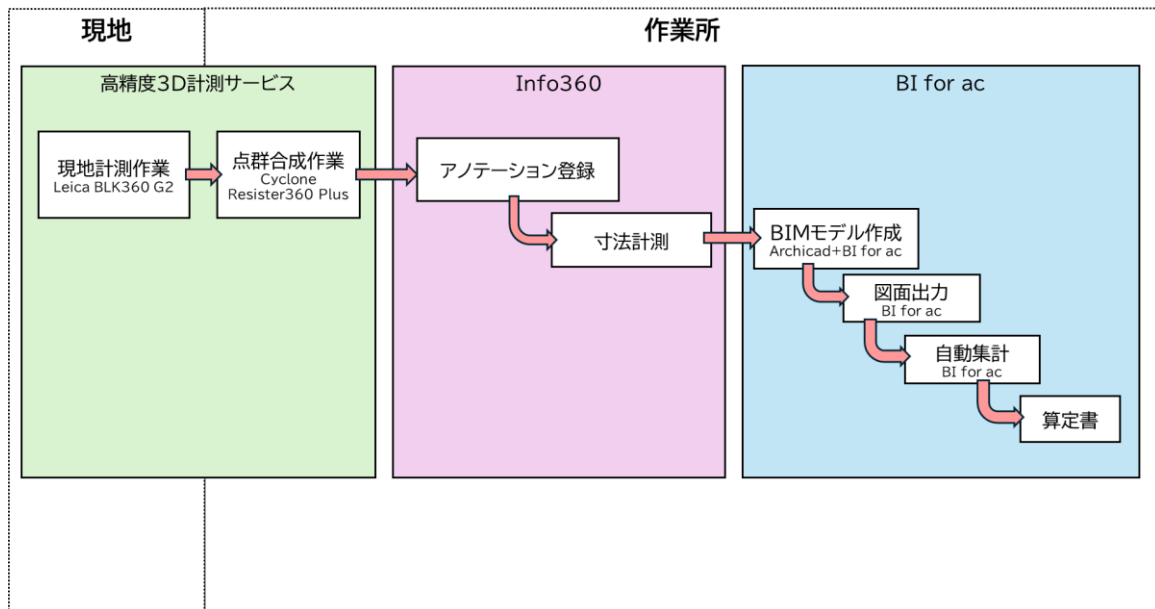 現地
作業所
高精度3D計測サービス
現地計測作業
Leica BLK360 G2
点群合成作業
Cyclone
Resister360 Plus
Info360
アノテーション登録
寸法計測
BI for ac
BIMモデル作成
Archicad+BI for ac
図面出力
BI for ac
自動集計
BI for ac
算定書